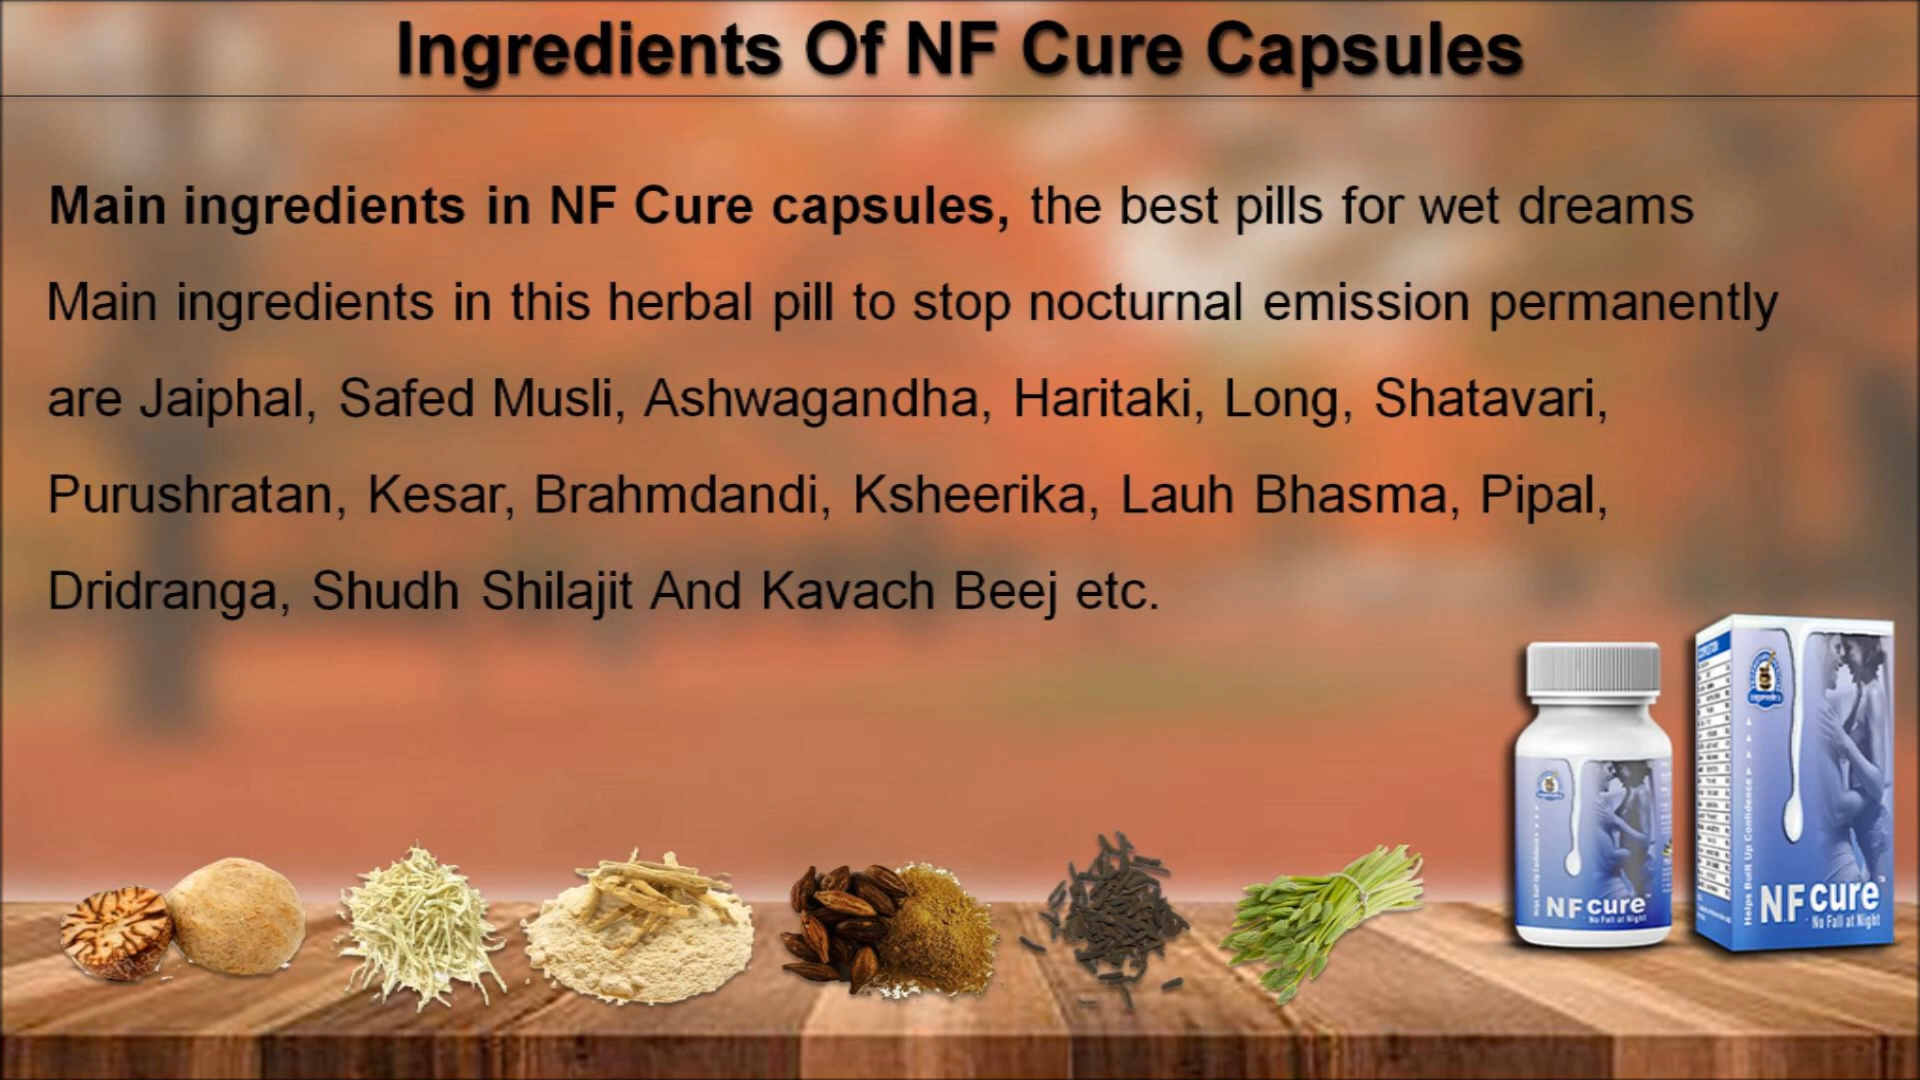 Ingredients Of NF Cure Capsules
Main ingredients in NF Cure capsules, the best pills for wet dreams
Main ingredients in this herbal pill to stop nocturnal emission permanently
are Jaiphal, Safed Musli, Ashwagandha, Haritaki, Long, Shatavari,
Purushratan, Kesar, Brahmdandi, Ksheerika, Lauh Bhasma, Pipal,
Dridranga, Shudh Shilajit And Kavach Beej etc.
NF cure
No Fall at Night
Helps Built Up Confidence
NF cure™
No Fall at Night